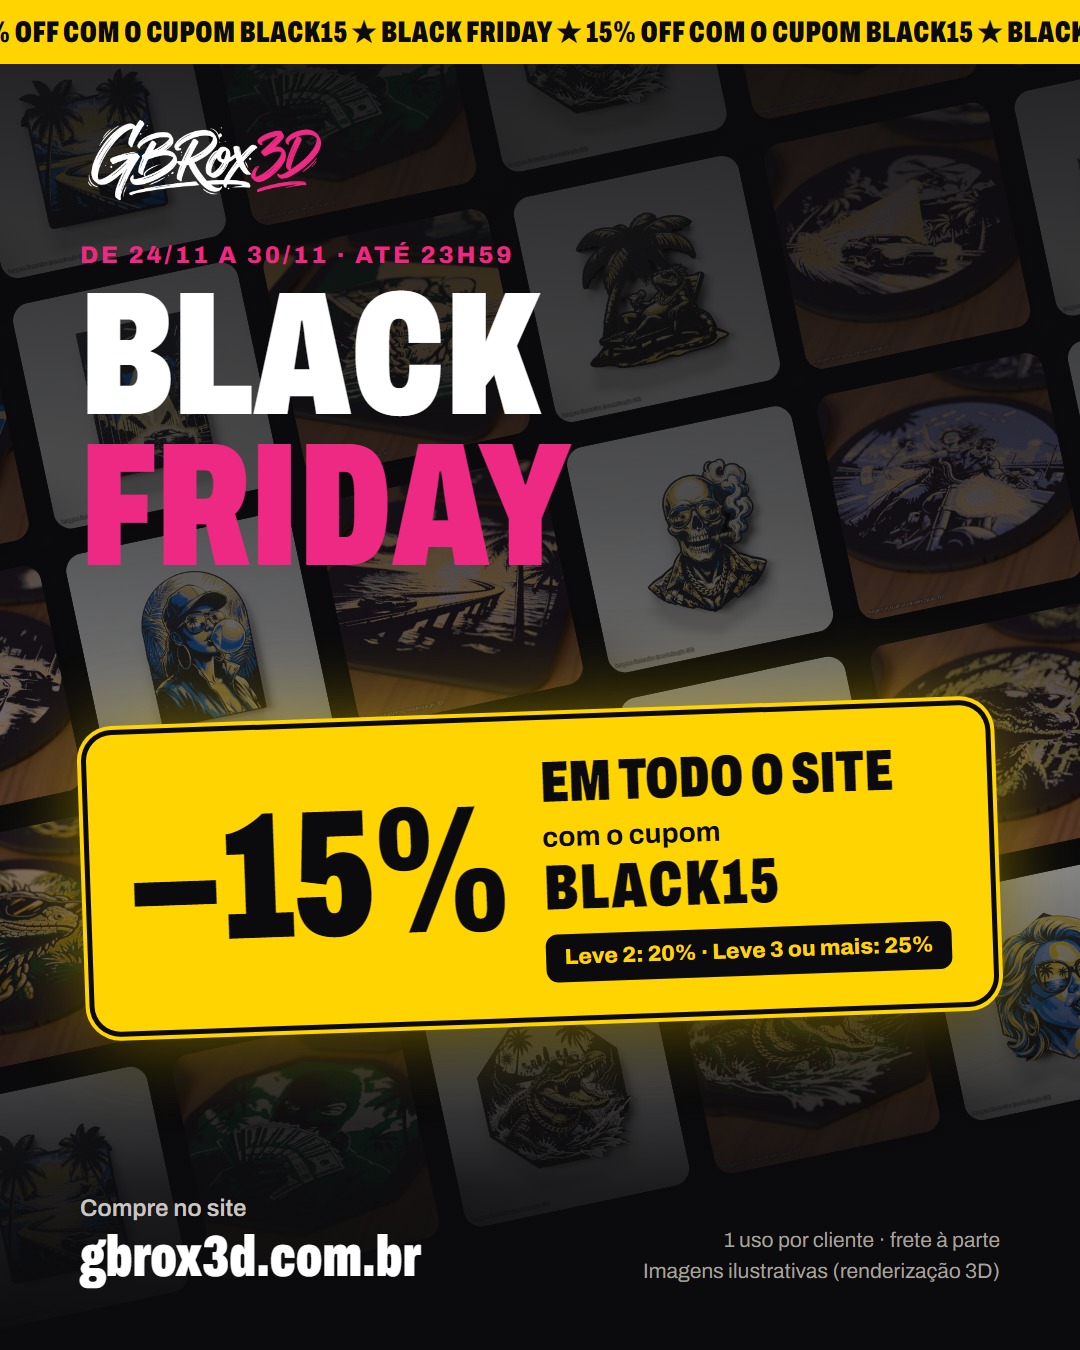 % OFF COM O CUPOM BLACK15 ★ BLACK FRIDAY ★ 15% OFF COM O CUPOM BLACK15 ★ BLACK
GBRox3D
DE 24/11 A 30/11 · ATÉ 23H59
BLACK
FRIDAY
–15%
EM TODO O SITE
com o cupom
BLACK15
Leve 2: 20% · Leve 3 ou mais: 25%
Compre no site
gbrox3d.com.br
1 uso por cliente · frete à parte
Imagens ilustrativas (renderização 3D)